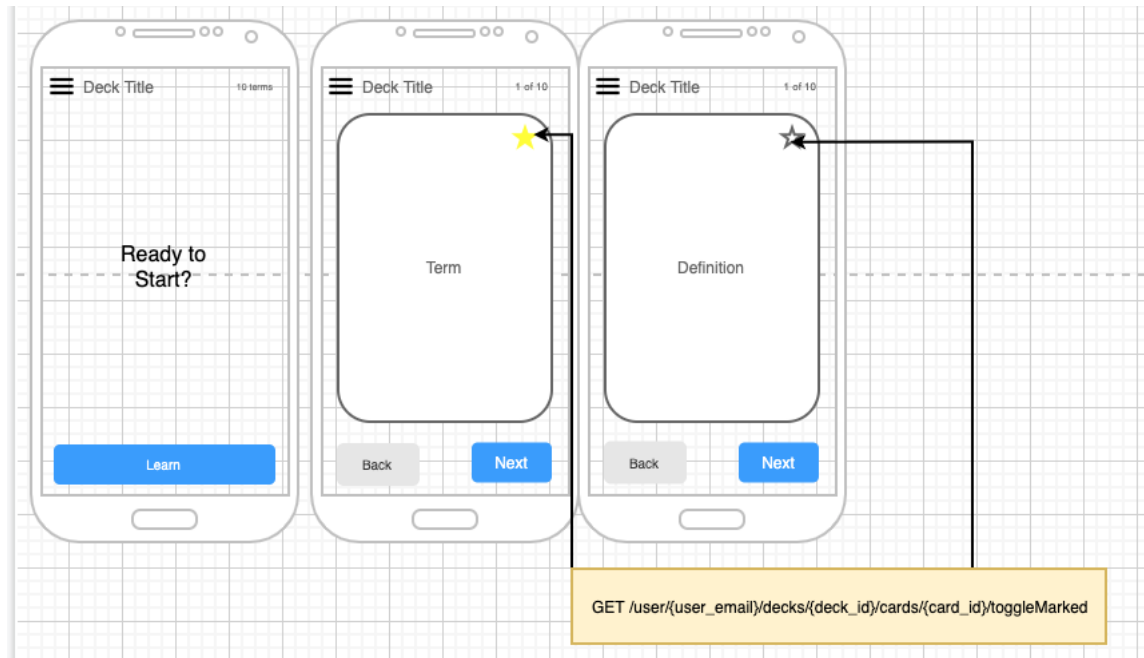 Deck Title
10 terms
Ready to
Start?
Learn
Deck Title
1 of 10
Term
Back
Next
Deck Title
1 of 10
Definition
Back
Next
GET /user/{user_email}/decks/{deck_id}/cards/{card_id}/toggleMarked